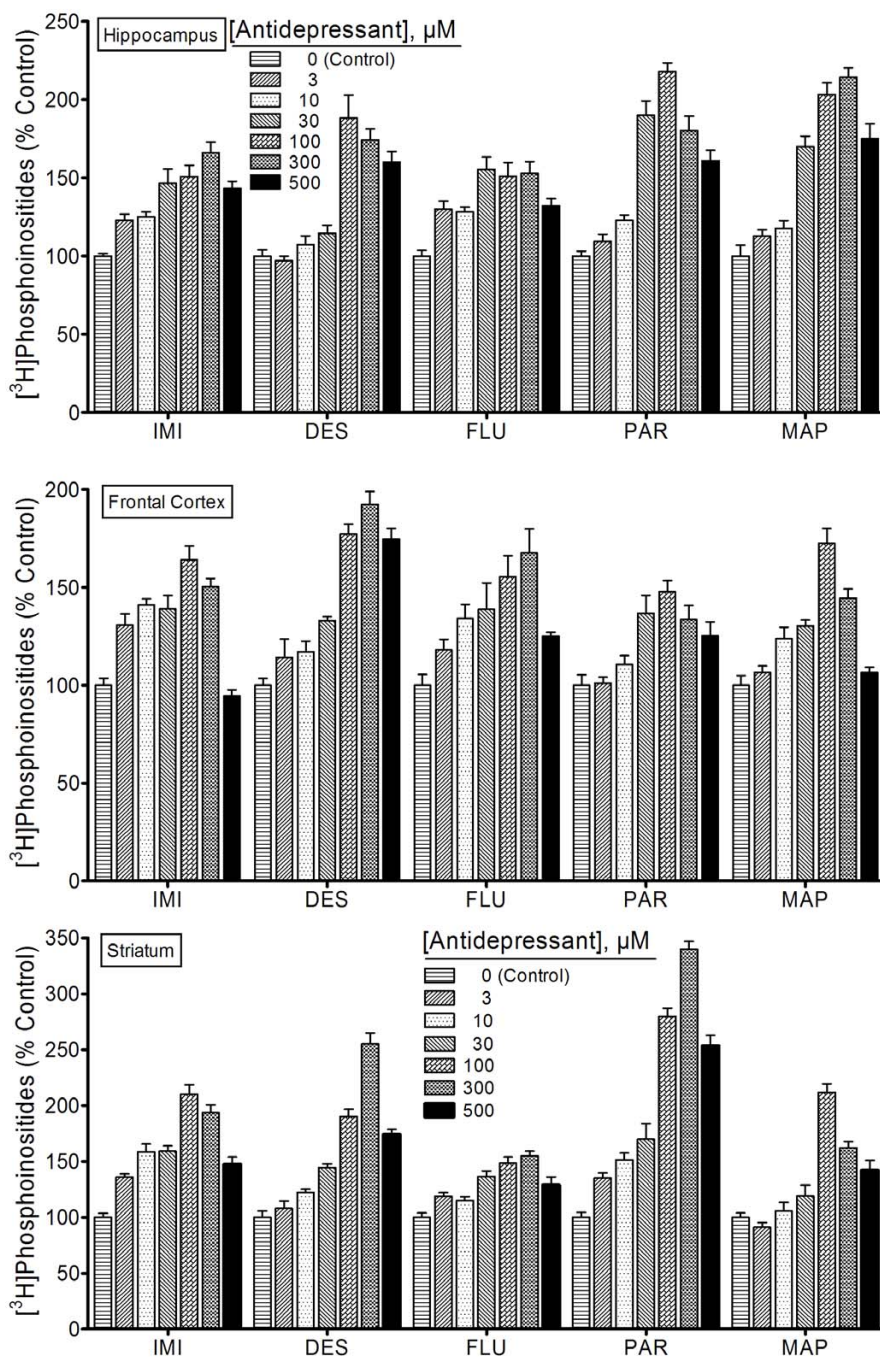 Hippocampus
[Antidepressant], µM
0 (Control)
3
10
30
100
300
500
[³H]Phosphoinositides (% Control)
250
200
150
100
50
0
IMI DES FLU PAR MAP
Frontal Cortex
[³H]Phosphoinositides (% Control)
200
150
100
50
0
IMI DES FLU PAR MAP
Striatum
[Antidepressant], µM
0 (Control)
3
10
30
100
300
500
[³H]Phosphoinositides (% Control)
350
300
250
200
150
100
50
0
IMI DES FLU PAR MAP